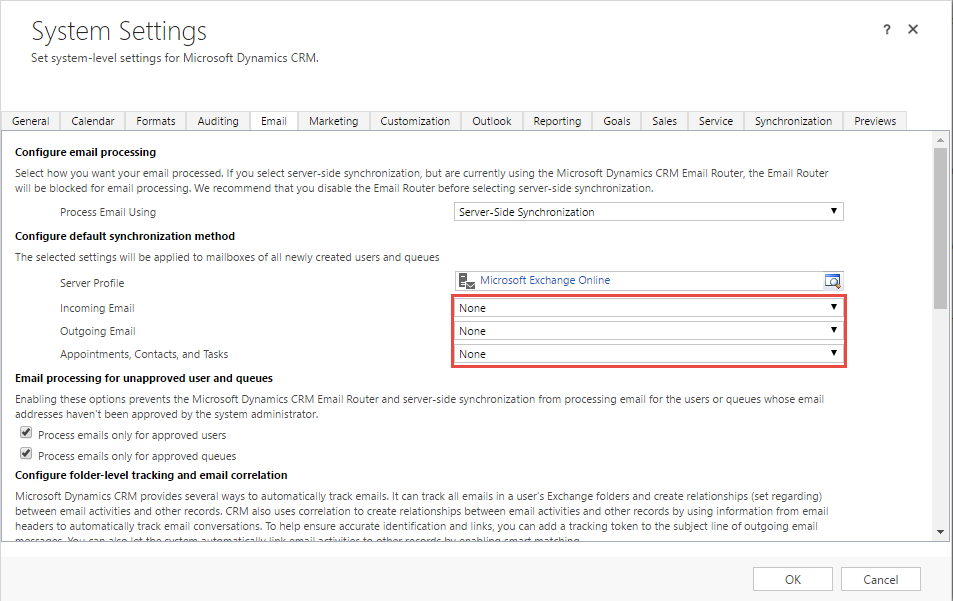 System Settings
? ✕
Set system-level settings for Microsoft Dynamics CRM.
General Calendar Formats Auditing Email Marketing Customization Outlook Reporting Goals Sales Service Synchronization Previews
Configure email processing
Select how you want your email processed. If you select server-side synchronization, but are currently using the Microsoft Dynamics CRM Email Router, the Email Router
will be blocked for email processing. We recommend that you disable the Email Router before selecting server-side synchronization.
Process Email Using Server-Side Synchronization
Configure default synchronization method
The selected settings will be applied to mailboxes of all newly created users and queues
Server Profile Microsoft Exchange Online
Incoming Email None
Outgoing Email None
Appointments, Contacts, and Tasks None
Email processing for unapproved user and queues
Enabling these options prevents the Microsoft Dynamics CRM Email Router and server-side synchronization from processing email for the users or queues whose email
addresses haven't been approved by the system administrator.
Process emails only for approved users
Process emails only for approved queues
Configure folder-level tracking and email correlation
Microsoft Dynamics CRM provides several ways to automatically track emails. It can track all emails in a user's Exchange folders and create relationships (set regarding)
between email activities and other records. CRM also uses correlation to create relationships between email activities and other records by using information from email
headers to automatically track email conversations. To help ensure accurate identification and links, you can add a tracking token to the subject line of outgoing email
messages. You can also let the system automatically link email activities to other records by enabling smart matching.
OK Cancel